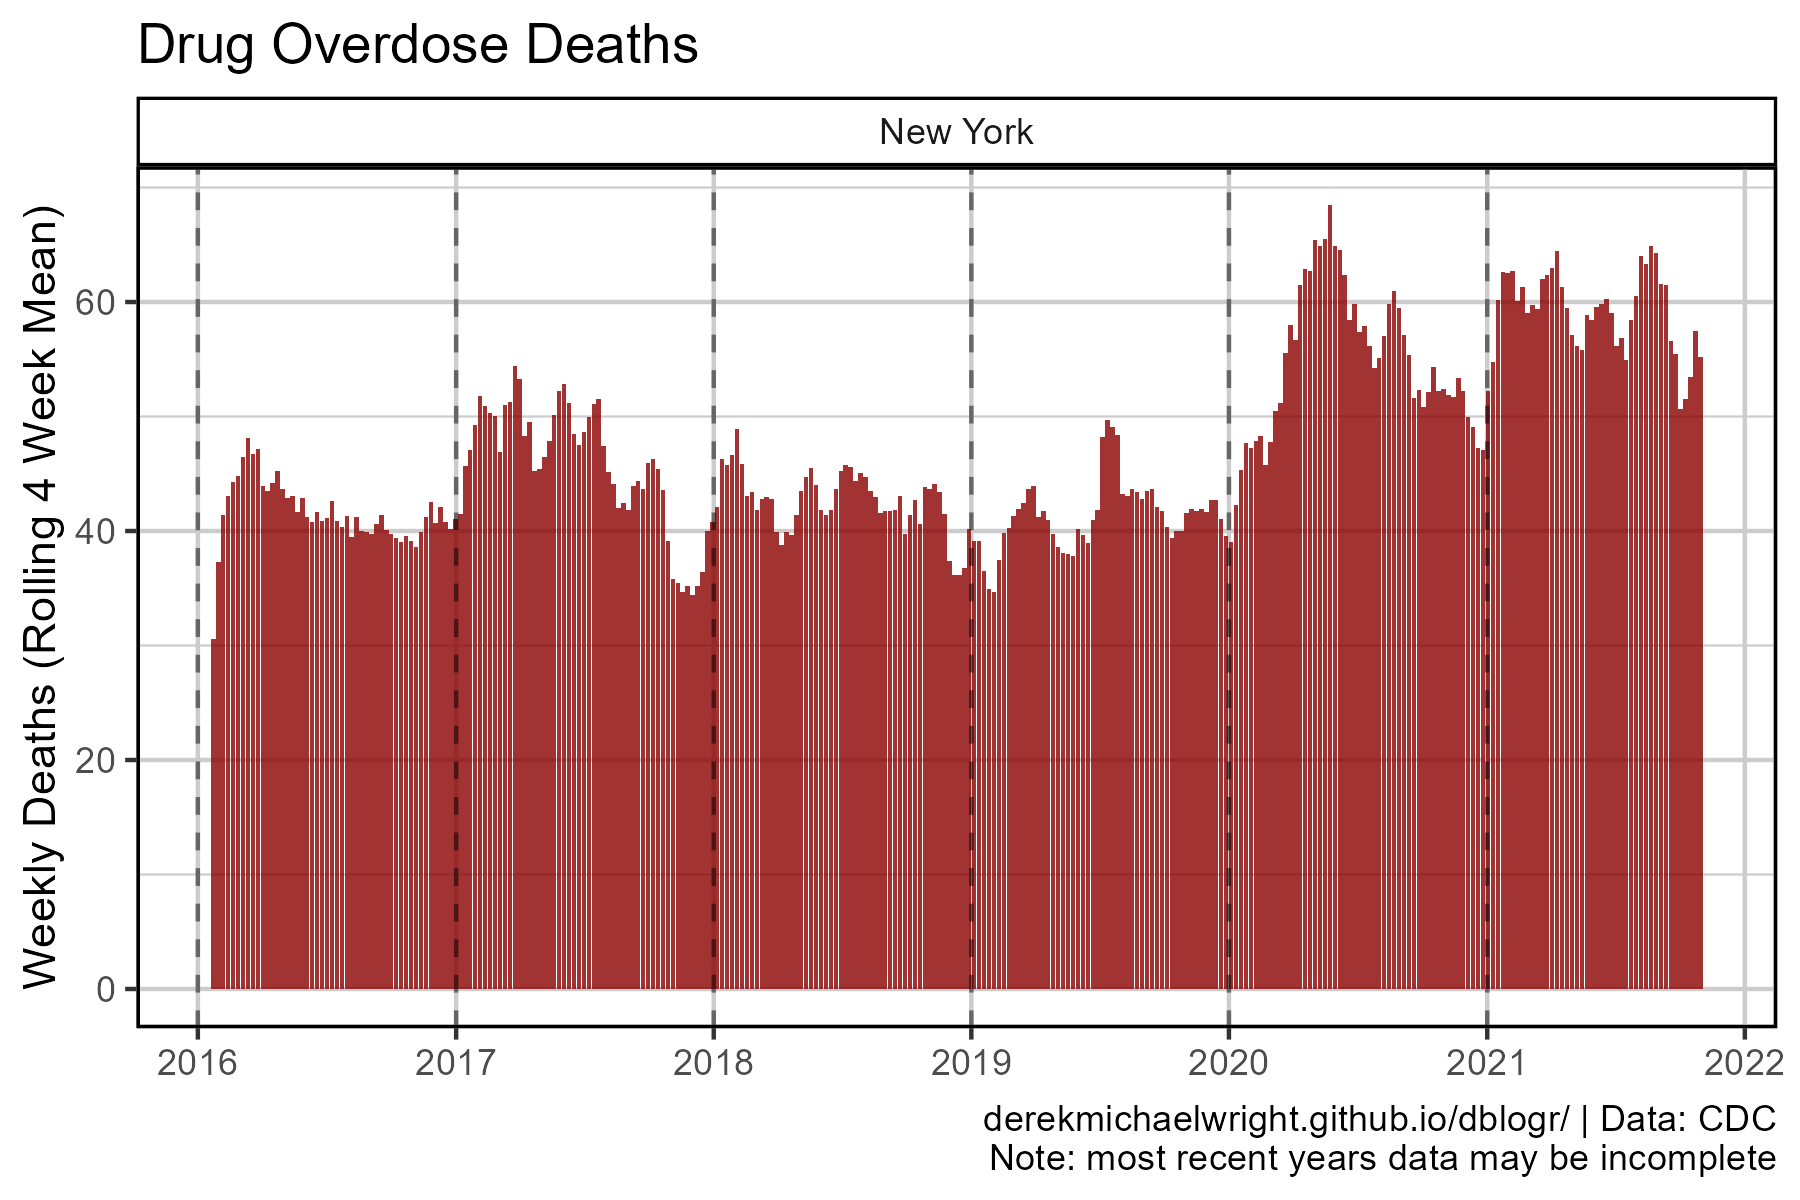 Drug Overdose Deaths
New York
Weekly Deaths (Rolling 4 Week Mean)
60
40
20
0
2016 2017 2018 2019 2020 2021 2022
derekmichaelwright.github.io/dblogr/ | Data: CDC
Note: most recent years data may be incomplete